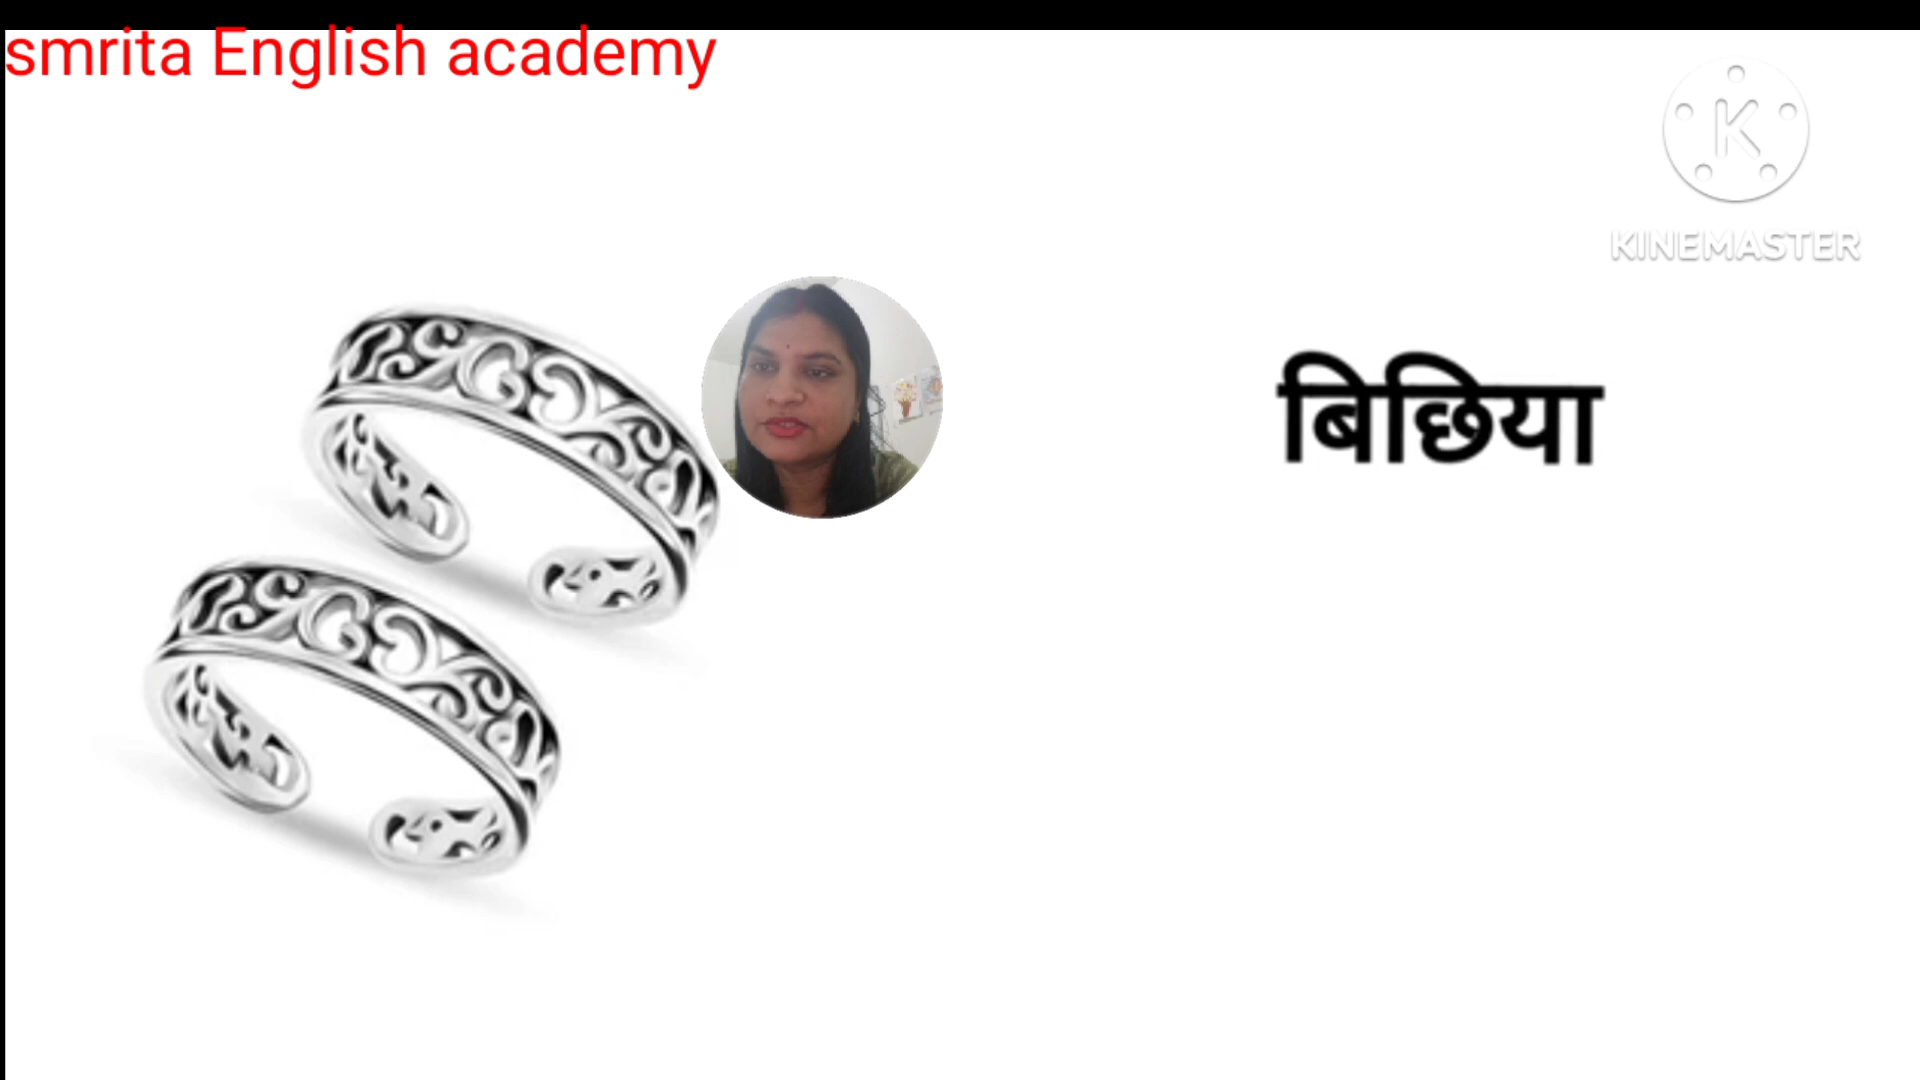 smrita English academy
K
KINEMASTER
बिछिया